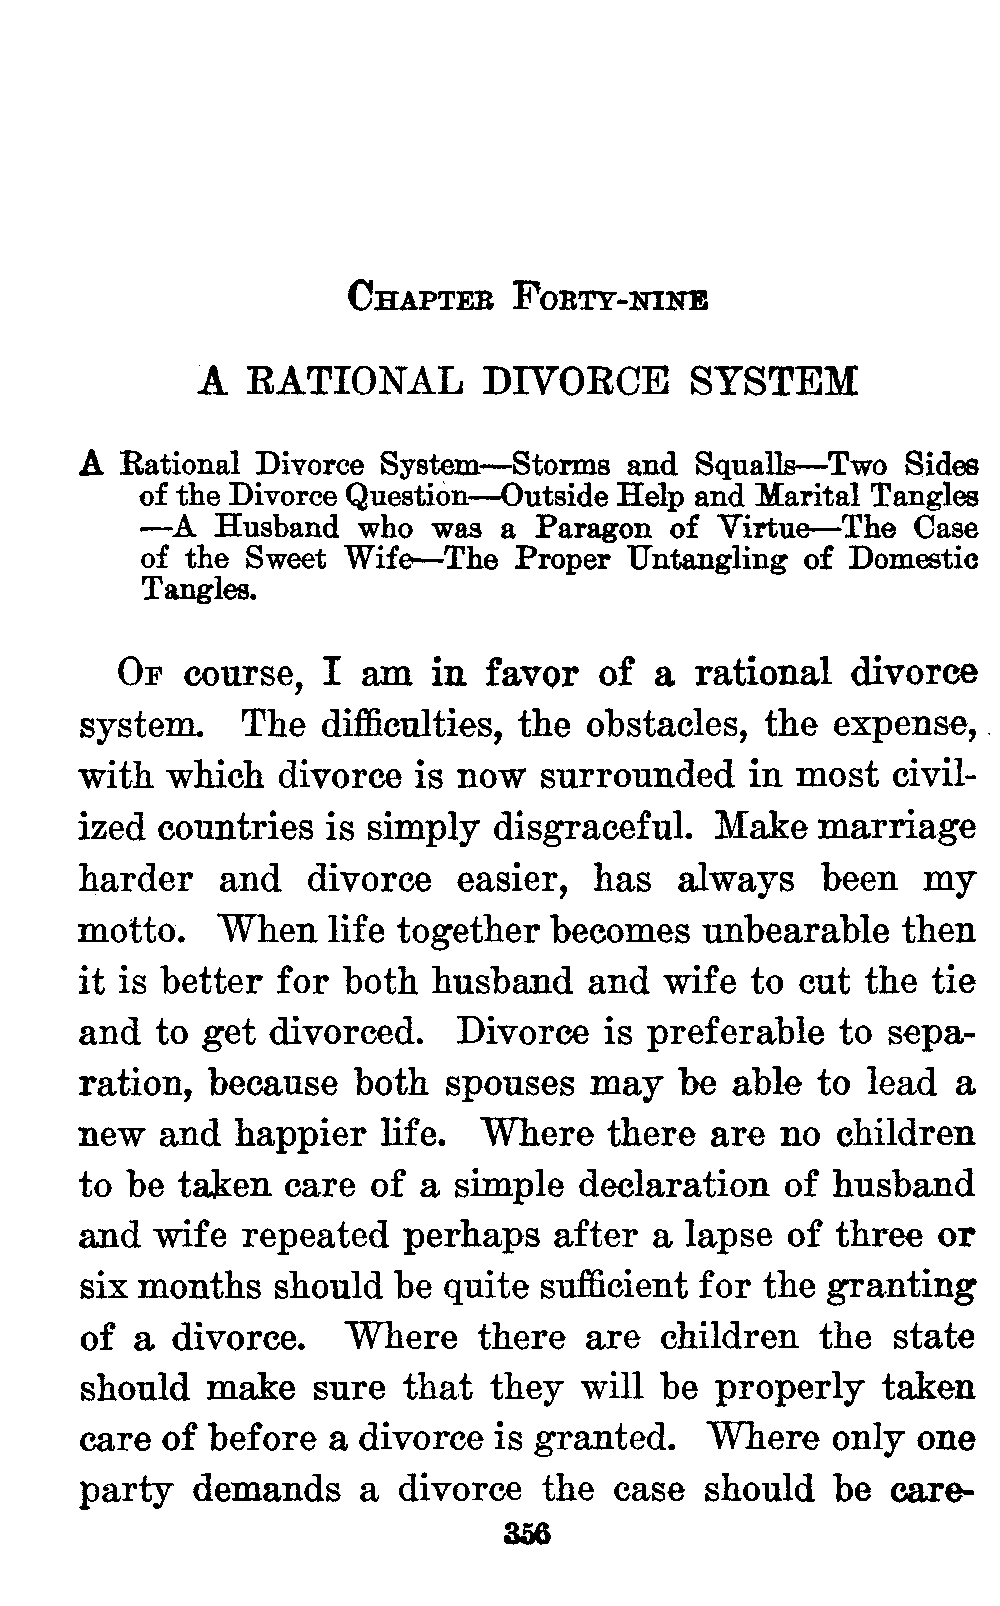 CHAPTER FORTY-NINE
A RATIONAL DIVORCE SYSTEM
A Rational Divorce System—Storms and Squalls—Two Sides
of the Divorce Question—Outside Help and Marital Tangles
—A Husband who was a Paragon of Virtue—The Case
of the Sweet Wife—The Proper Untangling of Domestic
Tangles.
OF course, I am in favor of a rational divorce
system. The difficulties, the obstacles, the expense,
with which divorce is now surrounded in most civil-
ized countries is simply disgraceful. Make marriage
harder and divorce easier, has always been my
motto. When life together becomes unbearable then
it is better for both husband and wife to cut the tie
and to get divorced. Divorce is preferable to sepa-
ration, because both spouses may be able to lead a
new and happier life. Where there are no children
to be taken care of a simple declaration of husband
and wife repeated perhaps after a lapse of three or
six months should be quite sufficient for the granting
of a divorce. Where there are children the state
should make sure that they will be properly taken
care of before a divorce is granted. Where only one
party demands a divorce the case should be care-
356